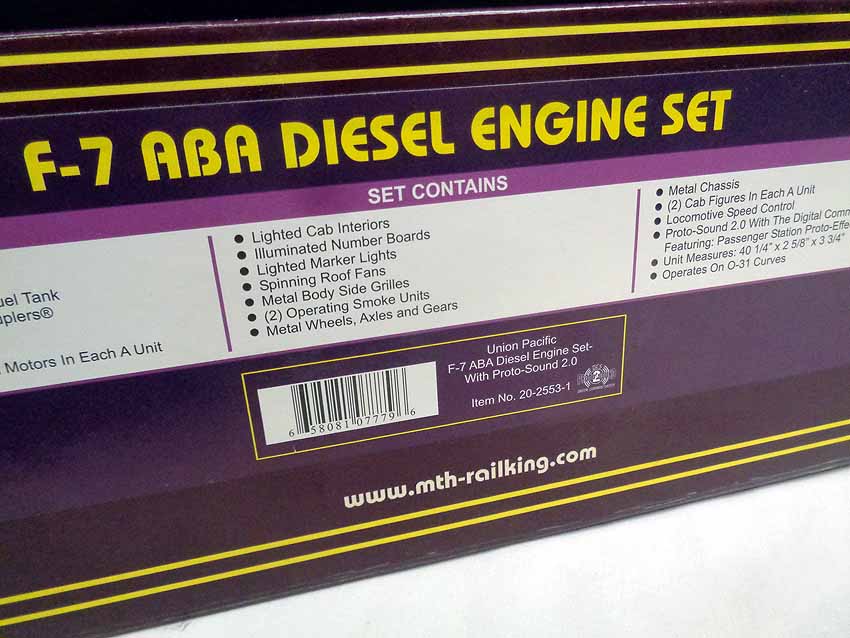 F-7 ABA DIESEL ENGINE SET
SET CONTAINS
uel Tank
uplers®
Motors In Each A Unit
• Lighted Cab Interiors
• Illuminated Number Boards
• Lighted Marker Lights
• Spinning Roof Fans
• Metal Body Side Grilles
• (2) Operating Smoke Units
• Metal Wheels, Axles and Gears
• Metal Chassis
• (2) Cab Figures In Each A Unit
• Locomotive Speed Control
• Proto-Sound 2.0 With The Digital Comm
Featuring: Passenger Station Proto-Effe
• Unit Measures: 40 1/4" x 2 5/8" x 3 3/4"
• Operates On O-31 Curves
Union Pacific
F-7 ABA Diesel Engine Set-
With Proto-Sound 2.0
Item No. 20-2553-1
6 58081 07779 6
www.mth-railking.com